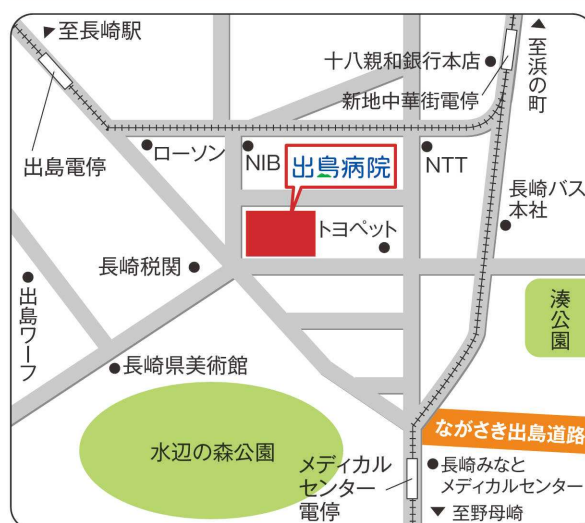 至長崎駅
至浜の町
十八親和銀行本店
新地中華街電停
出島電停
ローソン
NIB
出島病院
NTT
長崎バス
本社
トヨペット
長崎税関
出島ワーフ
湊公園
長崎県美術館
ながさき出島道路
水辺の森公園
メディカル
センター
電停
長崎みなと
メディカルセンター
至野母崎